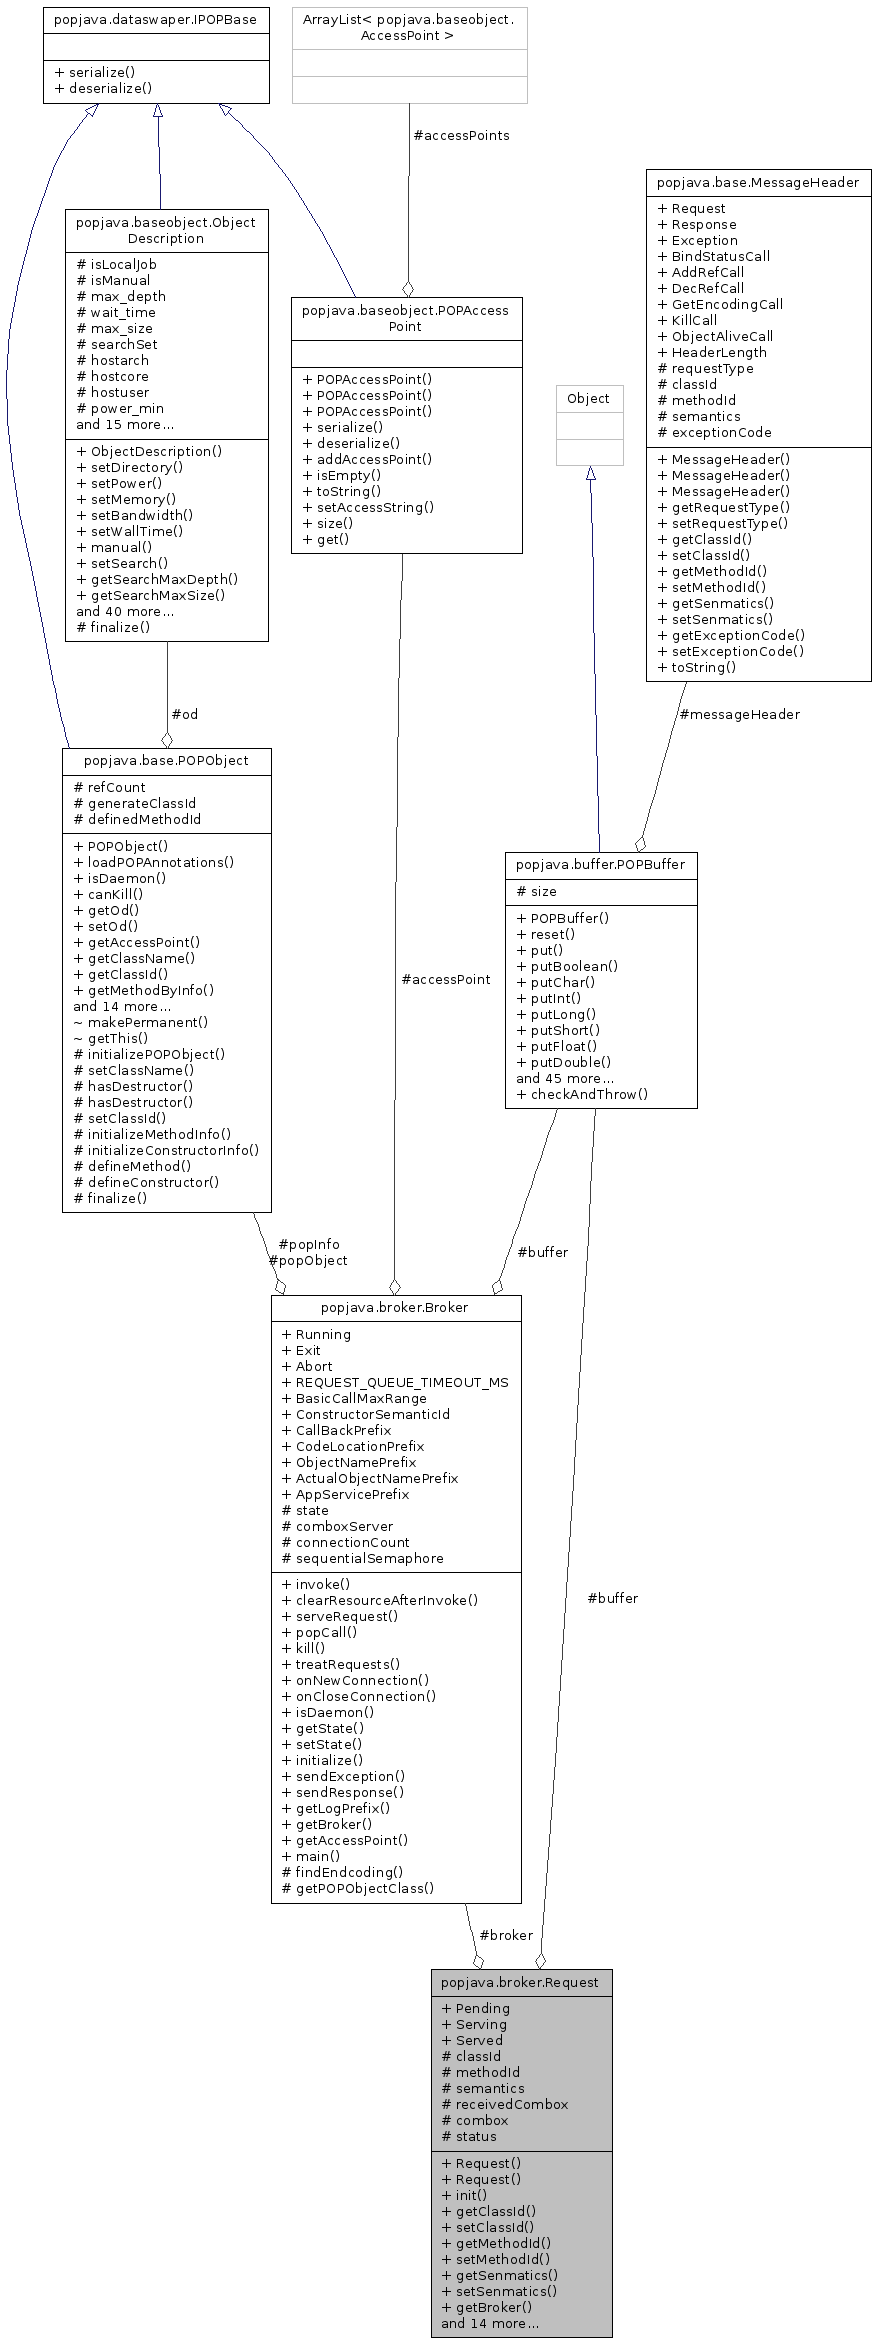 popjava.dataswaper.IPOPBase
+ serialize()
+ deserialize()
ArrayList< popjava.baseobject.
AccessPoint >
#accessPoints
popjava.baseobject.Object
Description
# isLocalJob
# isManual
# max_depth
# wait_time
# max_size
# searchSet
# hostarch
# hostcore
# hostuser
# power_min
and 15 more...
+ ObjectDescription()
+ setDirectory()
+ setPower()
+ setMemory()
+ setBandwidth()
+ setWallTime()
+ manual()
+ setSearch()
+ getSearchMaxDepth()
+ getSearchMaxSize()
and 40 more...
# finalize()
popjava.baseobject.POPAccess
Point
+ POPAccessPoint()
+ POPAccessPoint()
+ POPAccessPoint()
+ serialize()
+ deserialize()
+ addAccessPoint()
+ isEmpty()
+ toString()
+ setAccessString()
+ size()
+ get()
Object
popjava.base.MessageHeader
+ Request
+ Response
+ Exception
+ BindStatusCall
+ AddRefCall
+ DecRefCall
+ GetEncodingCall
+ KillCall
+ ObjectAliveCall
+ HeaderLength
# requestType
# classId
# methodId
# semantics
# exceptionCode
+ MessageHeader()
+ MessageHeader()
+ MessageHeader()
+ getRequestType()
+ setRequestType()
+ getClassId()
+ setClassId()
+ getMethodId()
+ setMethodId()
+ getSenmatics()
+ setSenmatics()
+ getExceptionCode()
+ setExceptionCode()
+ toString()
#od
#messageHeader
popjava.base.POPObject
# refCount
# generateClassId
# definedMethodId
+ POPObject()
+ loadPOPAnnotations()
+ isDaemon()
+ canKill()
+ getOd()
+ setOd()
+ getAccessPoint()
+ getClassName()
+ getClassId()
+ getMethodByInfo()
and 14 more...
~ makePermanent()
~ getThis()
# initializePOPObject()
# setClassName()
# hasDestructor()
# hasDestructor()
# setClassId()
# initializeMethodInfo()
# initializeConstructorInfo()
# defineMethod()
# defineConstructor()
# finalize()
#accessPoint
popjava.buffer.POPBuffer
# size
+ POPBuffer()
+ reset()
+ put()
+ putBoolean()
+ putChar()
+ putInt()
+ putLong()
+ putShort()
+ putFloat()
+ putDouble()
and 45 more...
+ checkAndThrow()
#popInfo
#popObject
#buffer
popjava.broker.Broker
+ Running
+ Exit
+ Abort
+ REQUEST_QUEUE_TIMEOUT_MS
+ BasicCallMaxRange
+ ConstructorSemanticId
+ CallBackPrefix
+ CodeLocationPrefix
+ ObjectNamePrefix
+ ActualObjectNamePrefix
+ AppServicePrefix
# state
# comboxServer
# connectionCount
# sequentialSemaphore
+ invoke()
+ clearResourceAfterInvoke()
+ serveRequest()
+ popCall()
+ kill()
+ treatRequests()
+ onNewConnection()
+ onCloseConnection()
+ isDaemon()
+ getState()
+ setState()
+ initialize()
+ sendException()
+ sendResponse()
+ getLogPrefix()
+ getBroker()
+ getAccessPoint()
+ main()
# findEndcoding()
# getPOPObjectClass()
#buffer
#broker
popjava.broker.Request
+ Pending
+ Serving
+ Served
# classId
# methodId
# semantics
# receivedCombox
# combox
# status
+ Request()
+ Request()
+ init()
+ getClassId()
+ setClassId()
+ getMethodId()
+ setMethodId()
+ getSenmatics()
+ setSenmatics()
+ getBroker()
and 14 more...